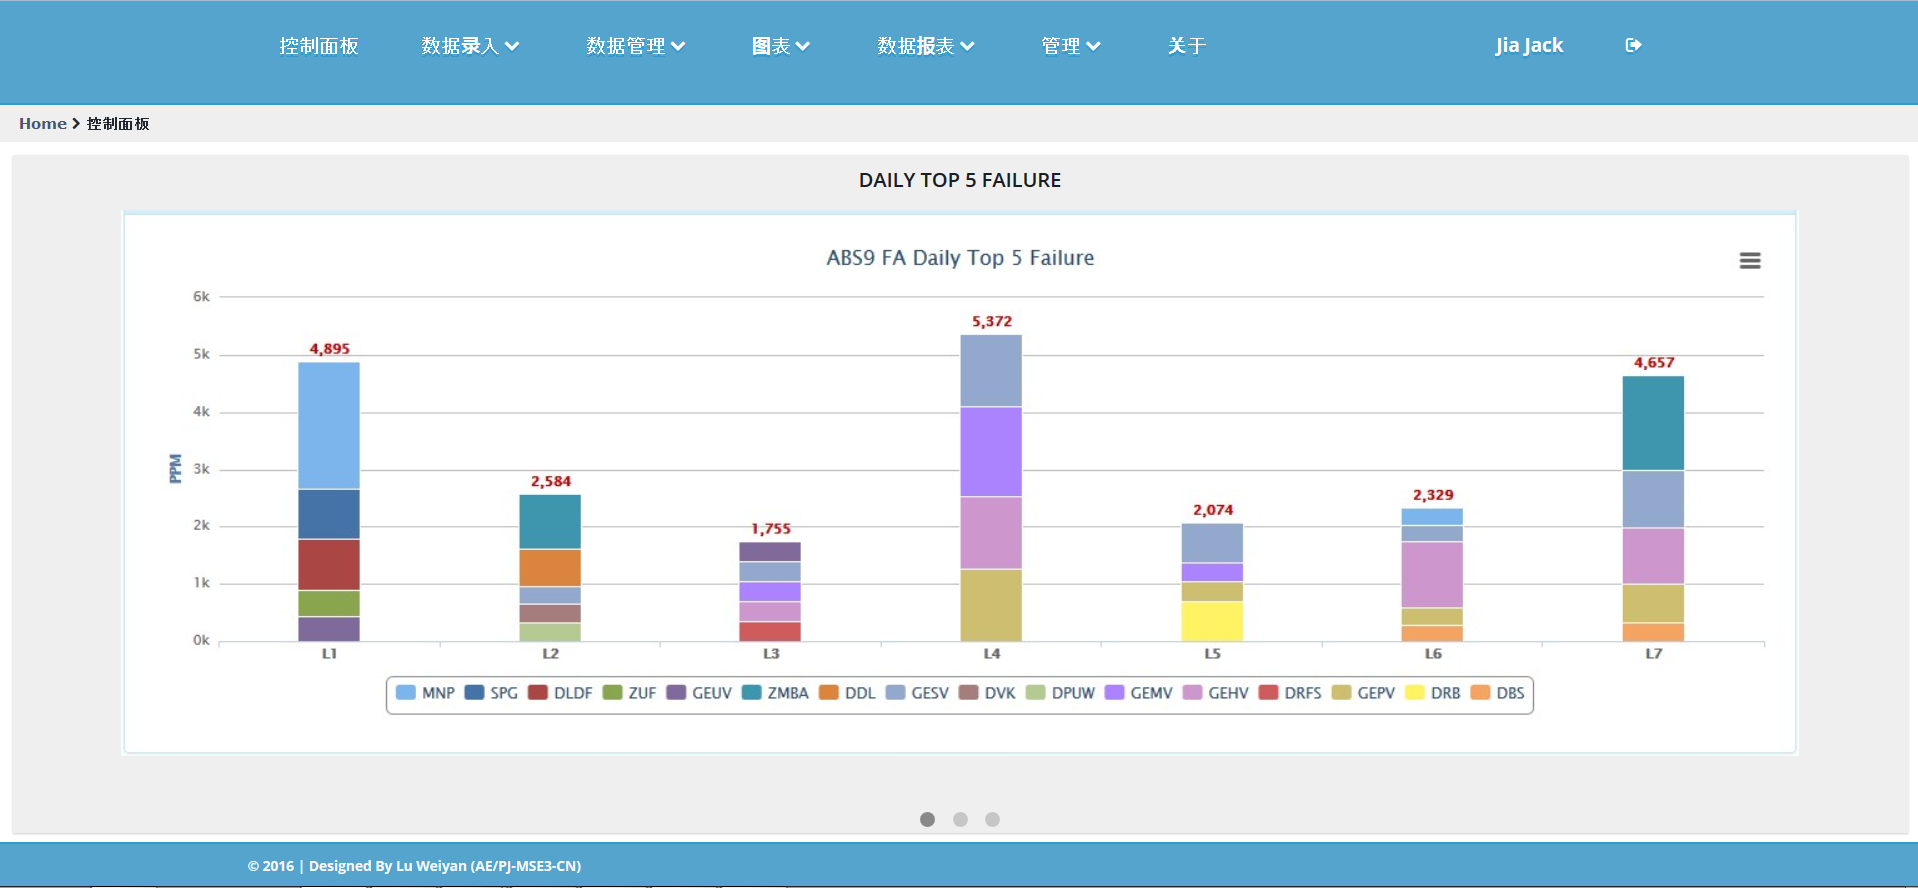 控制面板 数据录入 数据管理 图表 数据报表 管理 关于 Jia Jack
Home 控制面板
DAILY TOP 5 FAILURE
ABS9 FA Daily Top 5 Failure
6k
5k
4k
3k
2k
1k
0k
PPM
4,895
2,584
1,755
5,372
2,074
2,329
4,657
L1 L2 L3 L4 L5 L6 L7
MNP SPG DLDF ZUF GEUV ZMBA DDL GESV DVK DPUW GEMV GEHV DRFS GEPV DRB DBS
© 2016 | Designed By Lu Weiyan (AE/PJ-MSE3-CN)